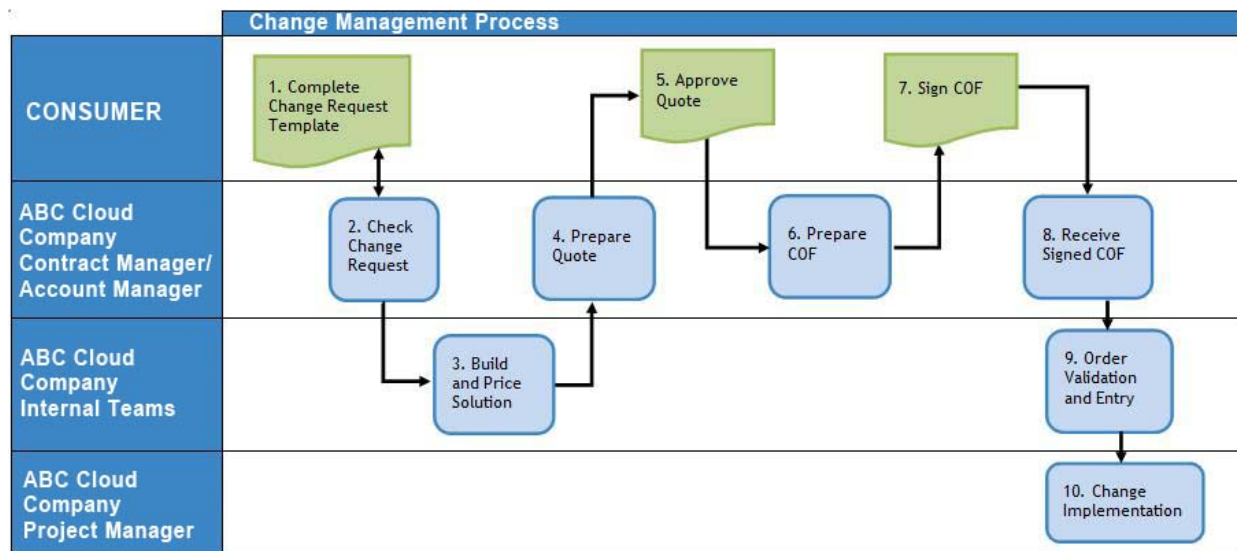 Change Management Process
CONSUMER
1. Complete
Change Request
Template
5. Approve
Quote
7. Sign COF
ABC Cloud
Company
Contract Manager/
Account Manager
2. Check
Change
Request
4. Prepare
Quote
6. Prepare
COF
8. Receive
Signed COF
ABC Cloud
Company
Internal Teams
3. Build
and Price
Solution
9. Order
Validation
and Entry
ABC Cloud
Company
Project Manager
10. Change
Implementation